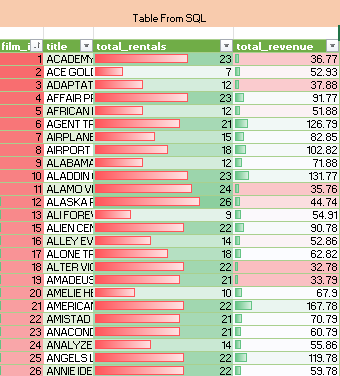 Table From SQL
film_i title total_rentals total_revenue
1 ACADEMY 23 36.77
2 ACE GOLD 7 52.93
3 ADAPTAT 12 37.88
4 AFFAIR P 23 91.77
5 AFRICAN 12 51.88
6 AGENT TR 21 126.79
7 AIRPLANE 15 82.85
8 AIRPORT 18 102.82
9 ALABAMA 12 71.88
10 ALADDIN 23 131.77
11 ALAMO VI 24 35.76
12 ALASKA 26 44.74
13 ALI FOREV 9 54.91
15 ALIEN CEN 22 90.78
16 ALLEY EV 14 52.86
17 ALONE TR 18 62.82
18 ALTER VIC 22 32.78
19 AMADEUS 21 33.79
20 AMELIE HE 10 67.9
21 AMERICAN 22 167.78
22 AMISTAD 21 70.79
23 ANACOND 21 60.79
24 ANALYZE 14 55.86
25 ANGELS L 22 119.78
26 ANNIE IDE 22 59.78